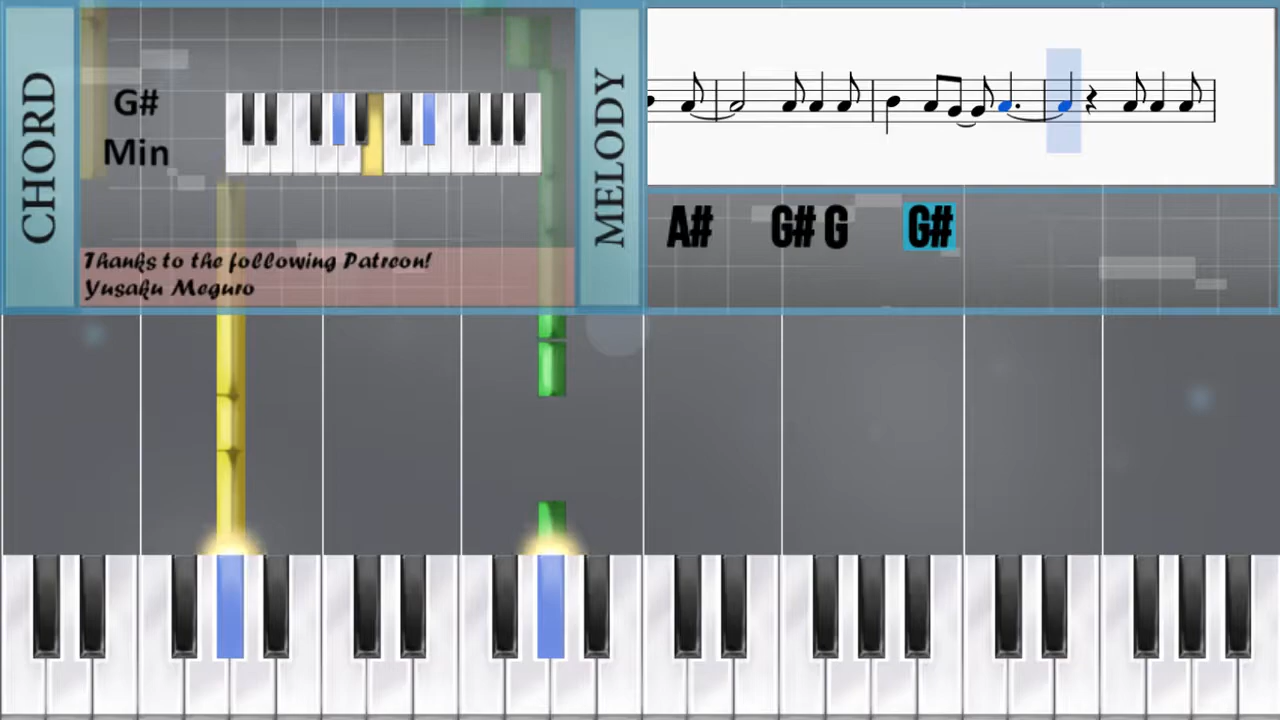 CHORD
G#
Min
MELODY
Thanks to the following Patreon!
Yusaku Meguro
A# G# G G#